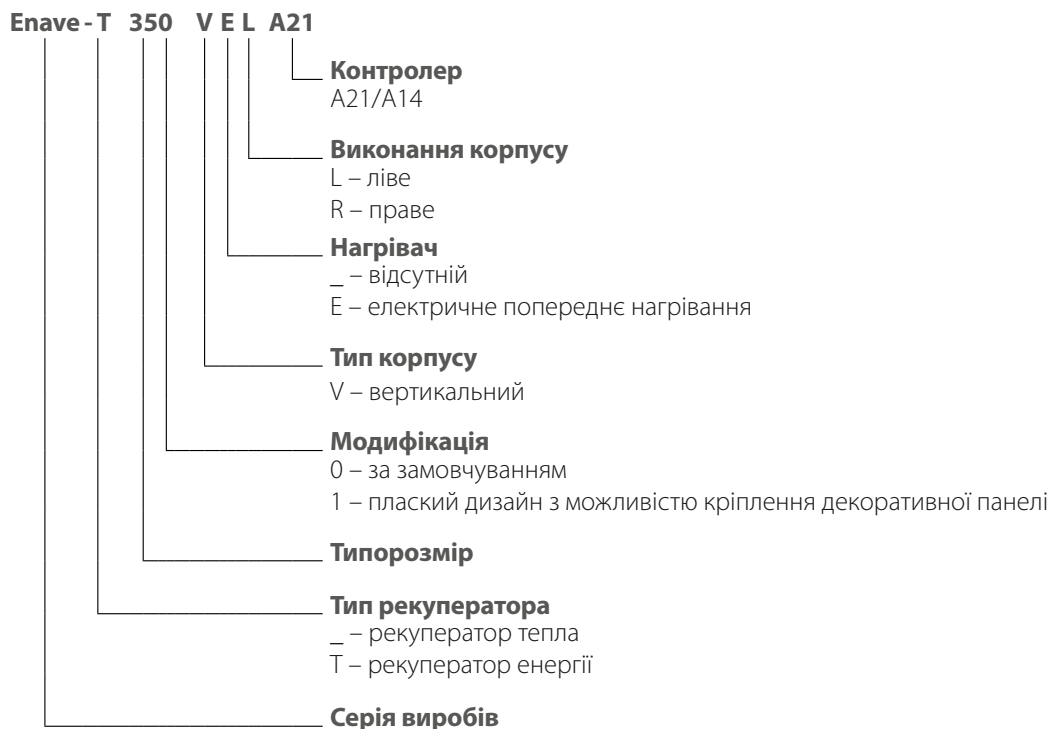 Enave - T 350 V E L A21
Контролер
A21/A14
Виконання корпусу
L – ліве
R – праве
Нагрівач
_ – відсутній
E – електричне попереднє нагрівання
Тип корпусу
V – вертикальний
Модифікація
0 – за замовчуванням
1 – плаский дизайн з можливістю кріплення декоративної панелі
Типорозмір
Тип рекуператора
_ – рекуператор тепла
T – рекуператор енергії
Серія виробів